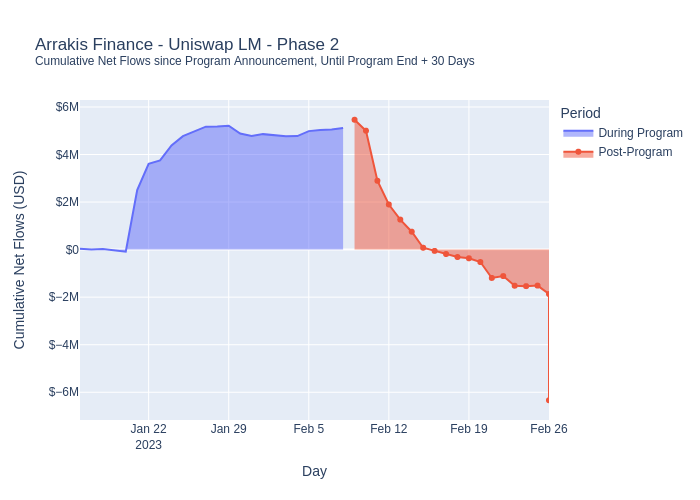 Arrakis Finance - Uniswap LM - Phase 2
Cumulative Net Flows since Program Announcement, Until Program End + 30 Days
Cumulative Net Flows (USD)
$6M
$4M
$2M
$0
$−2M
$−4M
$−6M
Jan 22
2023
Jan 29
Feb 5
Feb 12
Feb 19
Feb 26
Day
Period
During Program
Post-Program